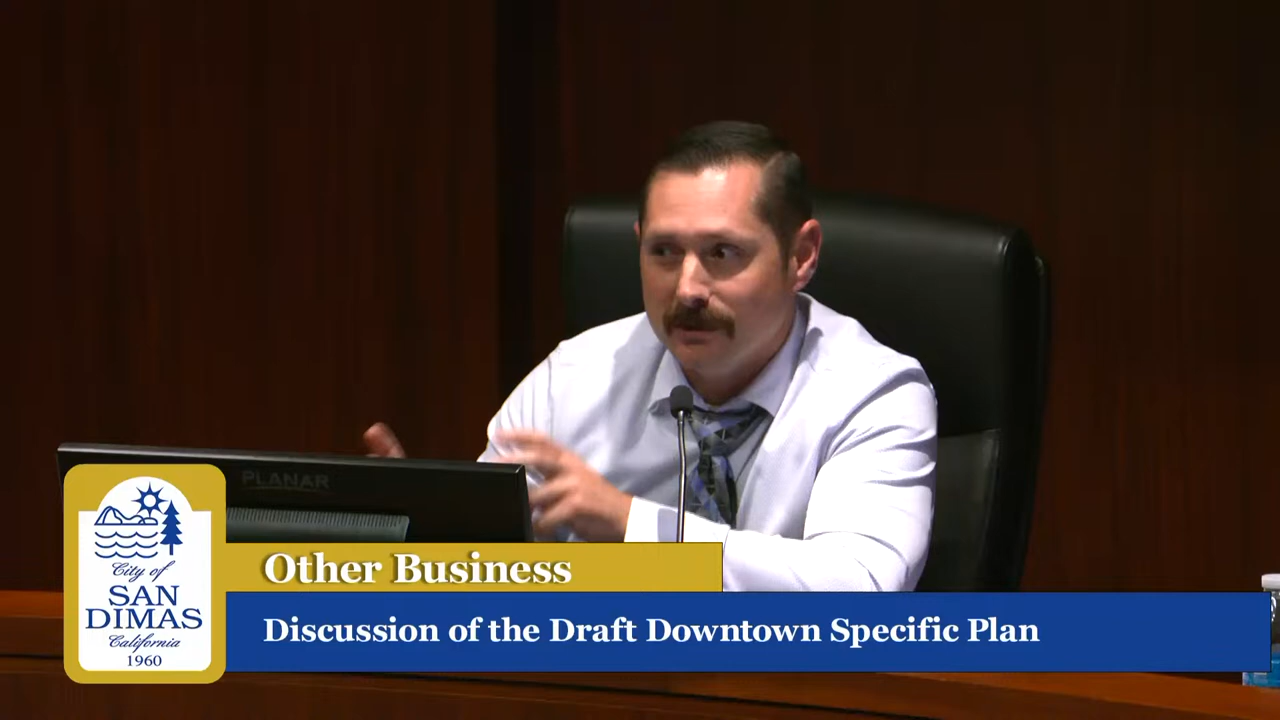 PLANAR
Other Business
City of
SAN
DIMAS
California
1960
Discussion of the Draft Downtown Specific Plan